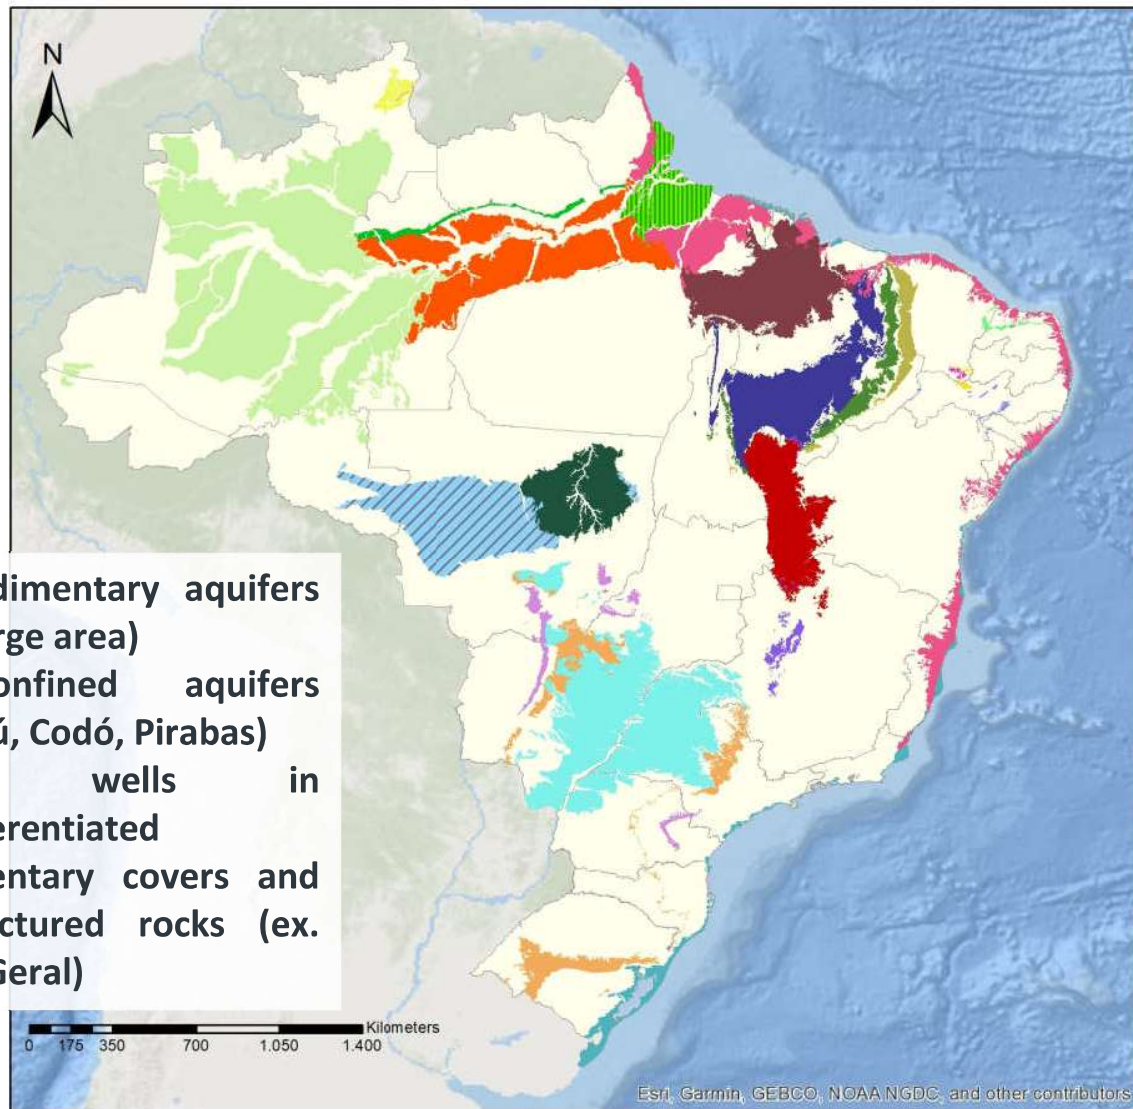 N
dimentary aquifers
rge area)
onfined aquifers
ú, Codó, Pirabas)
wells in
erentiated
entary covers and
ctured rocks (ex.
Geral)
Kilometers
0 175 350 700 1.050 1.400
Esri, Garmin, GEBCO, NOAA NGDC, and other contributors